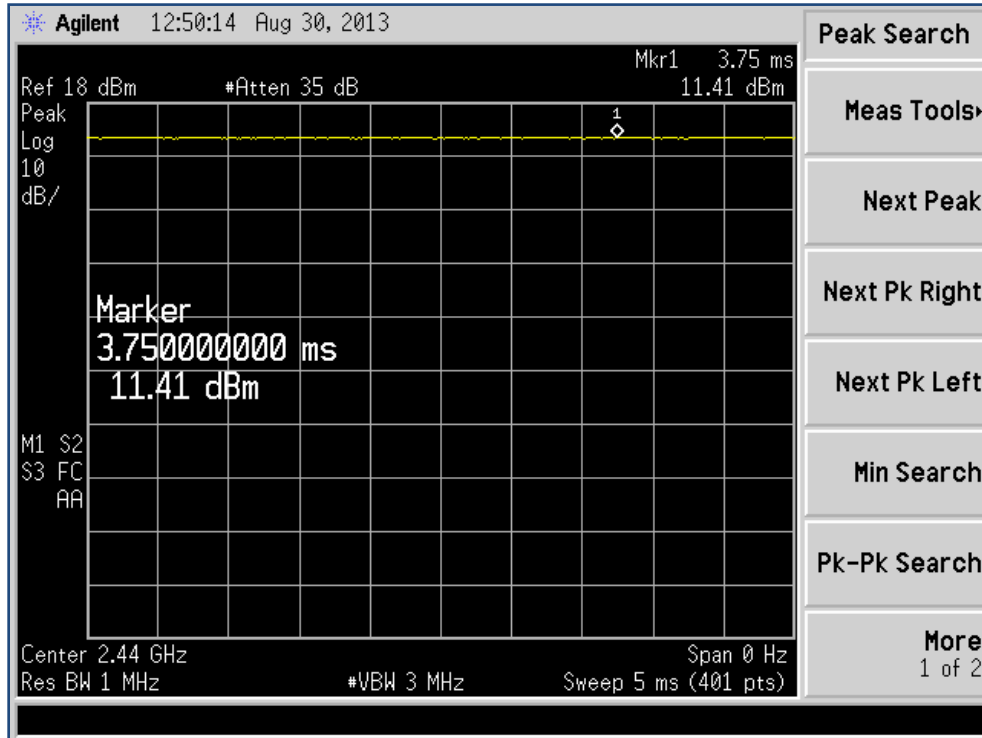 Agilent 12:50:14 Aug 30, 2013
Mkr1 3.75 ms
Ref 18 dBm #Atten 35 dB 11.41 dBm
Peak
Log
10
dB/
1
Marker
3.750000000 ms
11.41 dBm
M1 S2
S3 FC
AA
Center 2.44 GHz Span 0 Hz
Res BW 1 MHz #VBW 3 MHz Sweep 5 ms (401 pts)
Peak Search
Meas Tools
Next Peak
Next Pk Right
Next Pk Left
Min Search
Pk-Pk Search
More
1 of 2